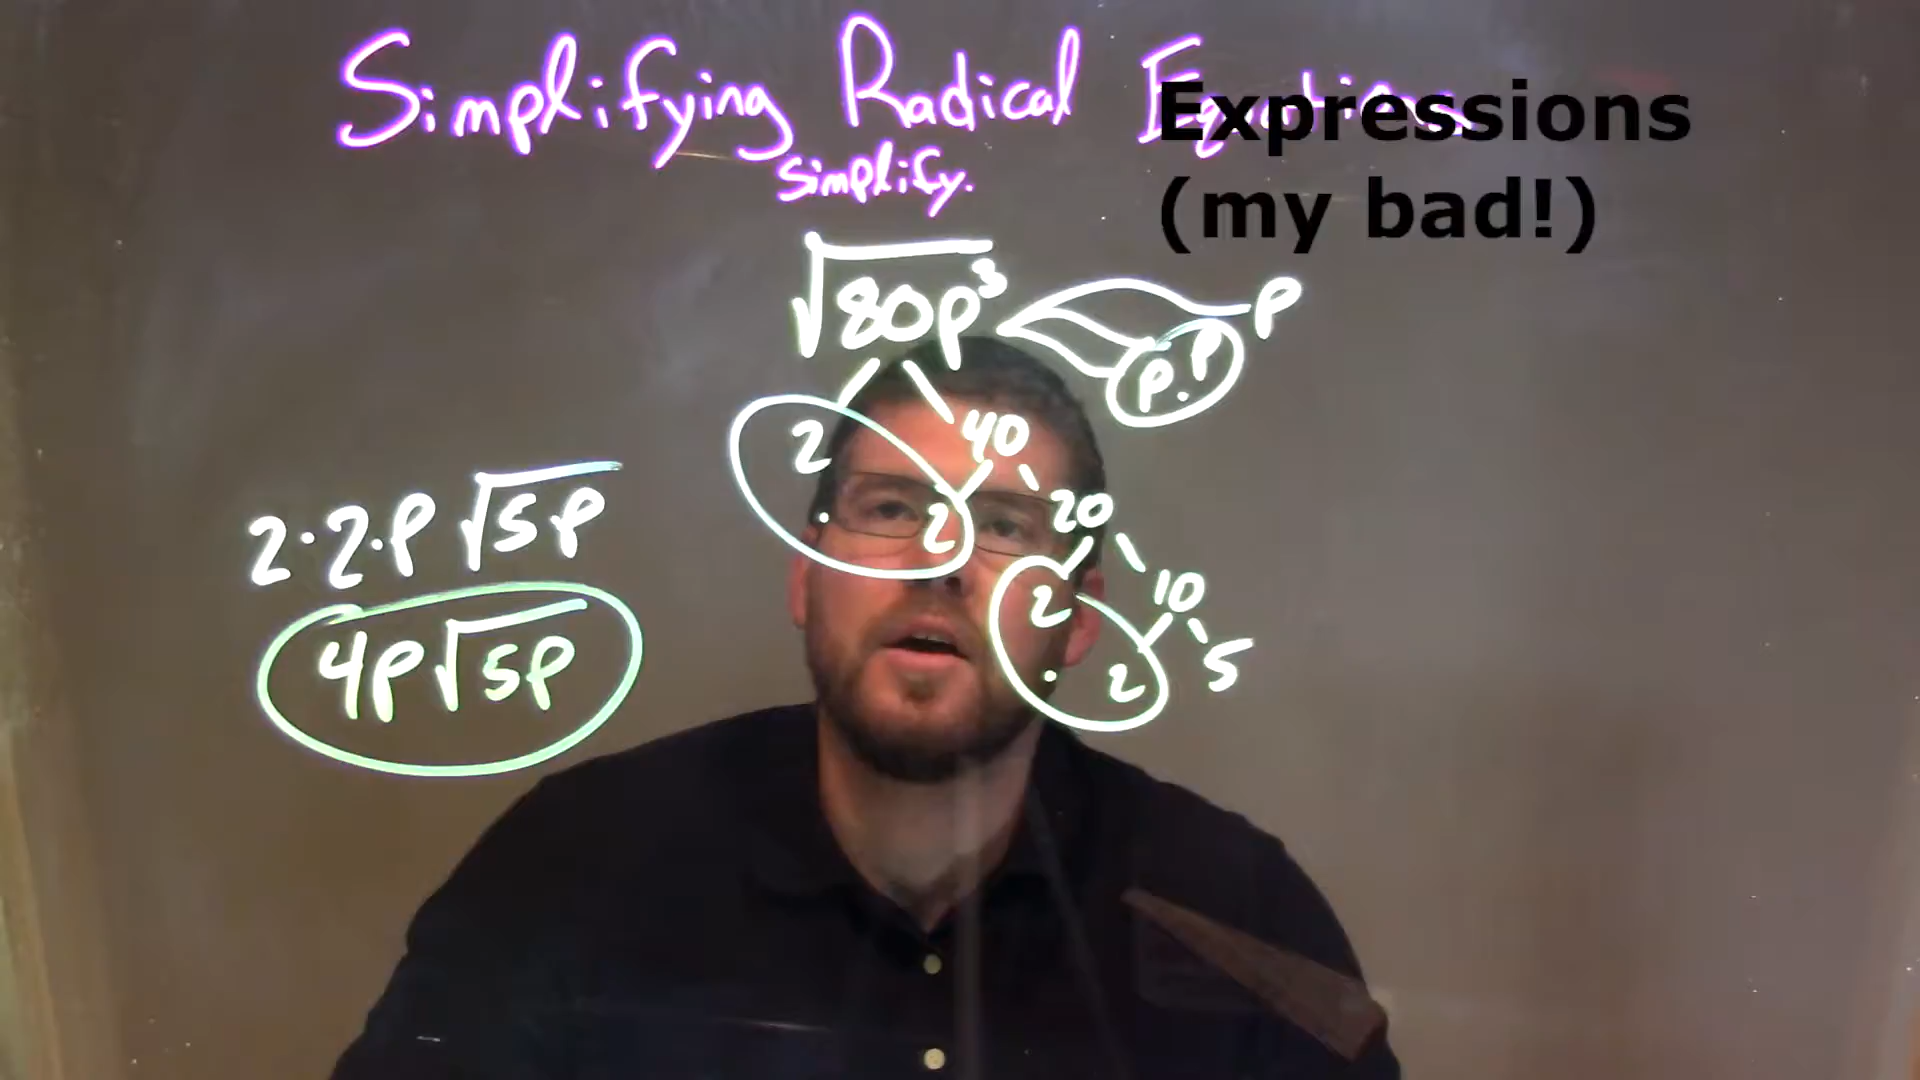 Simplifying Radical Equations
Expressions
(my bad!)
simplify.
√80p³
p
p·p
2 40
2·2·p √5p
· 2 20
2 10
4p√5p
· 2 5